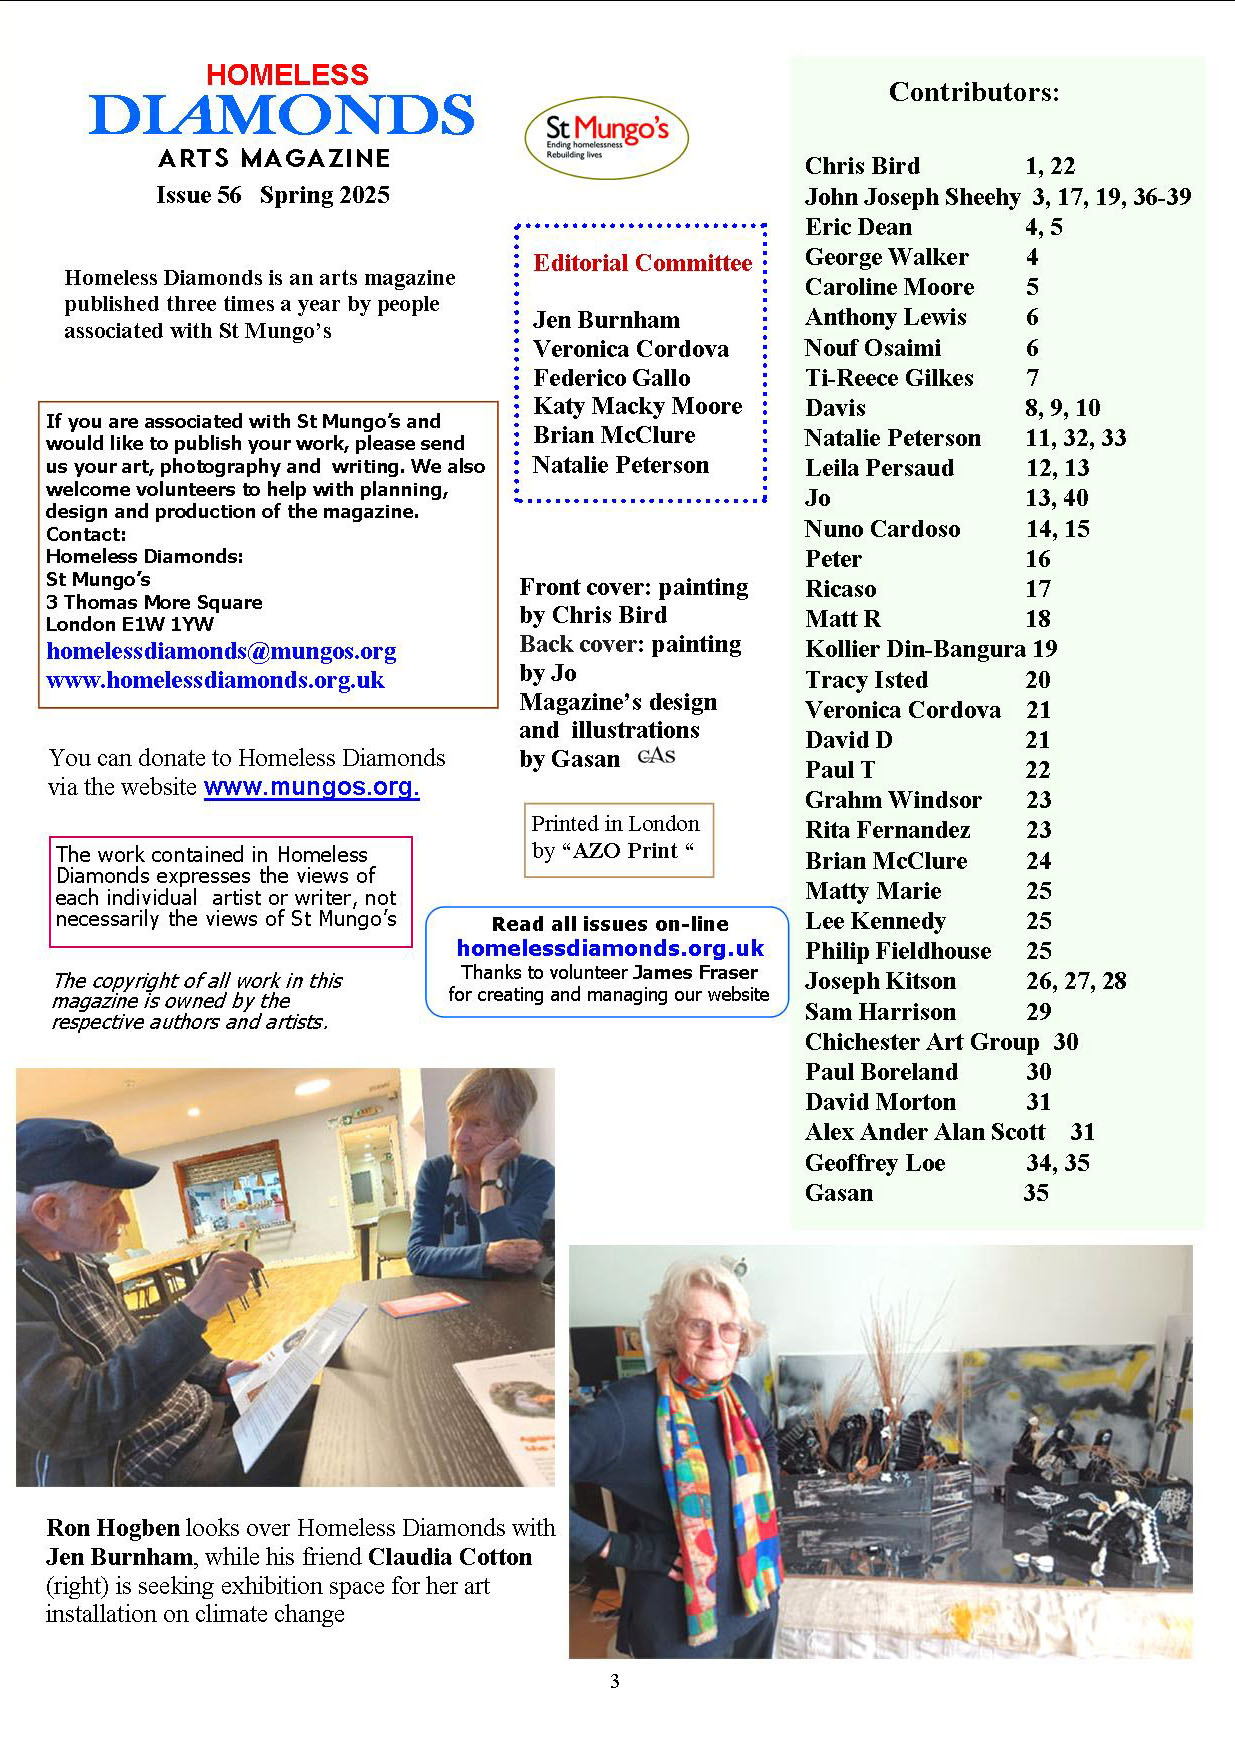 HOMELESS
DIAMONDS
ARTS MAGAZINE
Issue 56 Spring 2025
Homeless Diamonds is an arts magazine
published three times a year by people
associated with St Mungo's
If you are associated with St Mungo's and
would like to publish your work, please send
us your art, photography and writing. We also
welcome volunteers to help with planning,
design and production of the magazine.
Contact:
Homeless Diamonds:
St Mungo's
3 Thomas More Square
London E1W 1YW
homelessdiamonds@mungos.org
www.homelessdiamonds.org.uk
You can donate to Homeless Diamonds
via the website www.mungos.org.
The work contained in Homeless
Diamonds expresses the views of
each individual artist or writer, not
necessarily the views of St Mungo's
The copyright of all work in this
magazine is owned by the
respective authors and artists.
St Mungo's
Ending homelessness
Rebuilding lives
Editorial Committee
Jen Burnham
Veronica Cordova
Federico Gallo
Katy Macky Moore
Brian McClure
Natalie Peterson
Front cover: painting
by Chris Bird
Back cover: painting
by Jo
Magazine's design
and illustrations
by Gasan GAS
Printed in London
by “AZO Print “
Read all issues on-line
homelessdiamonds.org.uk
Thanks to volunteer James Fraser
for creating and managing our website
Contributors:
Chris Bird 1, 22
John Joseph Sheehy 3, 17, 19, 36-39
Eric Dean 4, 5
George Walker 4
Caroline Moore 5
Anthony Lewis 6
Nouf Osaimi 6
Ti-Reece Gilkes 7
Davis 8, 9, 10
Natalie Peterson 11, 32, 33
Leila Persaud 12, 13
Jo 13, 40
Nuno Cardoso 14, 15
Peter 16
Ricaso 17
Matt R 18
Kollier Din-Bangura 19
Tracy Isted 20
Veronica Cordova 21
David D 21
Paul T 22
Grahm Windsor 23
Rita Fernandez 23
Brian McClure 24
Matty Marie 25
Lee Kennedy 25
Philip Fieldhouse 25
Joseph Kitson 26, 27, 28
Sam Harrison 29
Chichester Art Group 30
Paul Boreland 30
David Morton 31
Alex Ander Alan Scott 31
Geoffrey Loe 34, 35
Gasan 35
Ron Hogben looks over Homeless Diamonds with
Jen Burnham, while his friend Claudia Cotton
(right) is seeking exhibition space for her art
installation on climate change
3